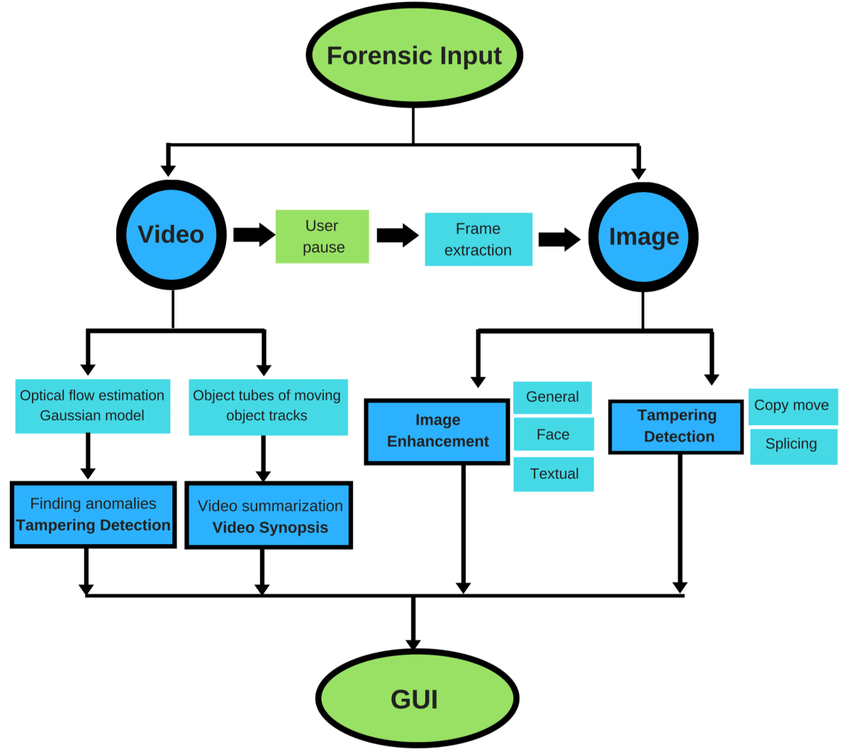 Forensic Input
Video
User
pause
Frame
extraction
Image
Optical flow estimation
Gaussian model
Object tubes of moving
object tracks
Image
Enhancement
General
Face
Textual
Tampering
Detection
Copy move
Splicing
Finding anomalies
Tampering Detection
Video summarization
Video Synopsis
GUI